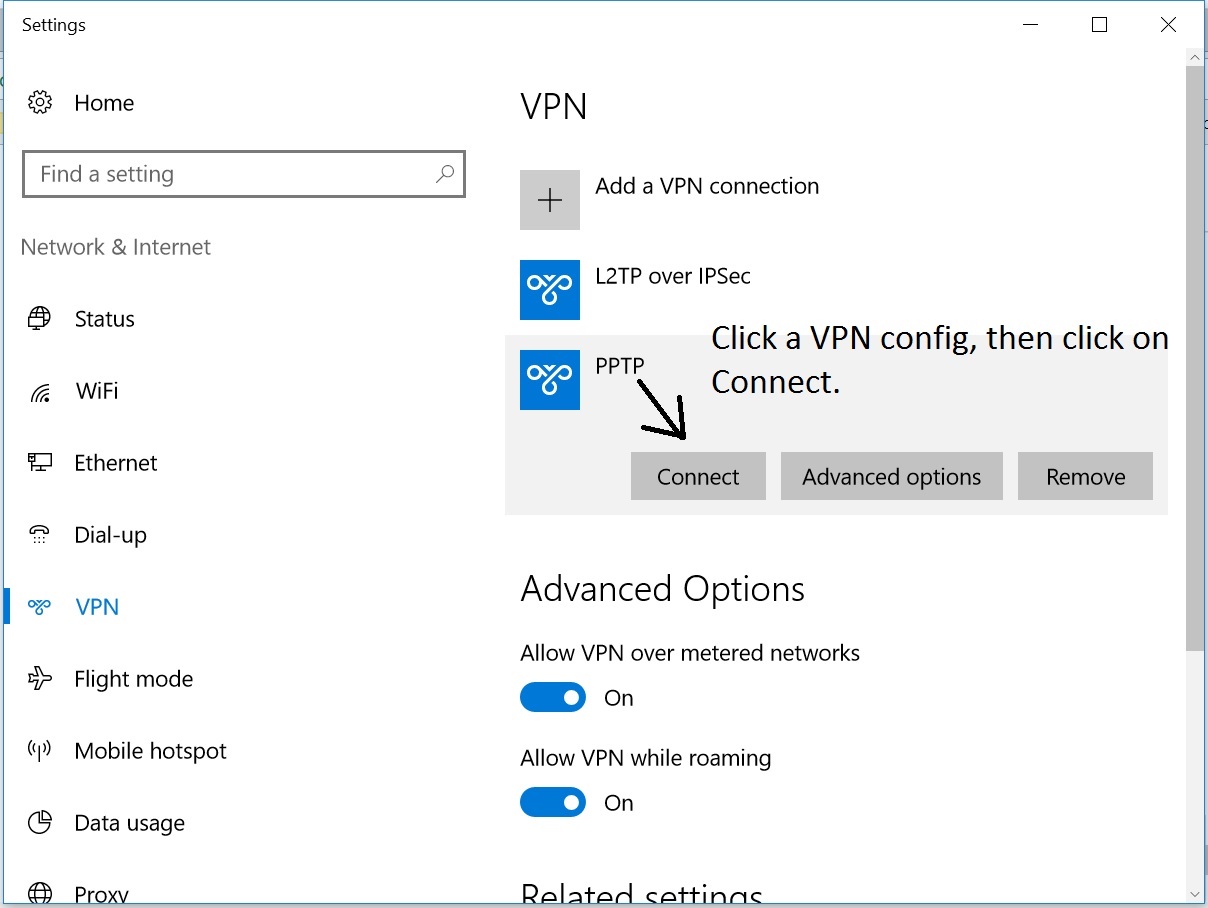 Settings
Home
Find a setting
Network & Internet
Status
WiFi
Ethernet
Dial-up
VPN
Flight mode
Mobile hotspot
Data usage
Proxy
VPN
Add a VPN connection
L2TP over IPSec
PPTP
Click a VPN config, then click on
Connect.
Connect Advanced options Remove
Advanced Options
Allow VPN over metered networks
On
Allow VPN while roaming
On
Related settings